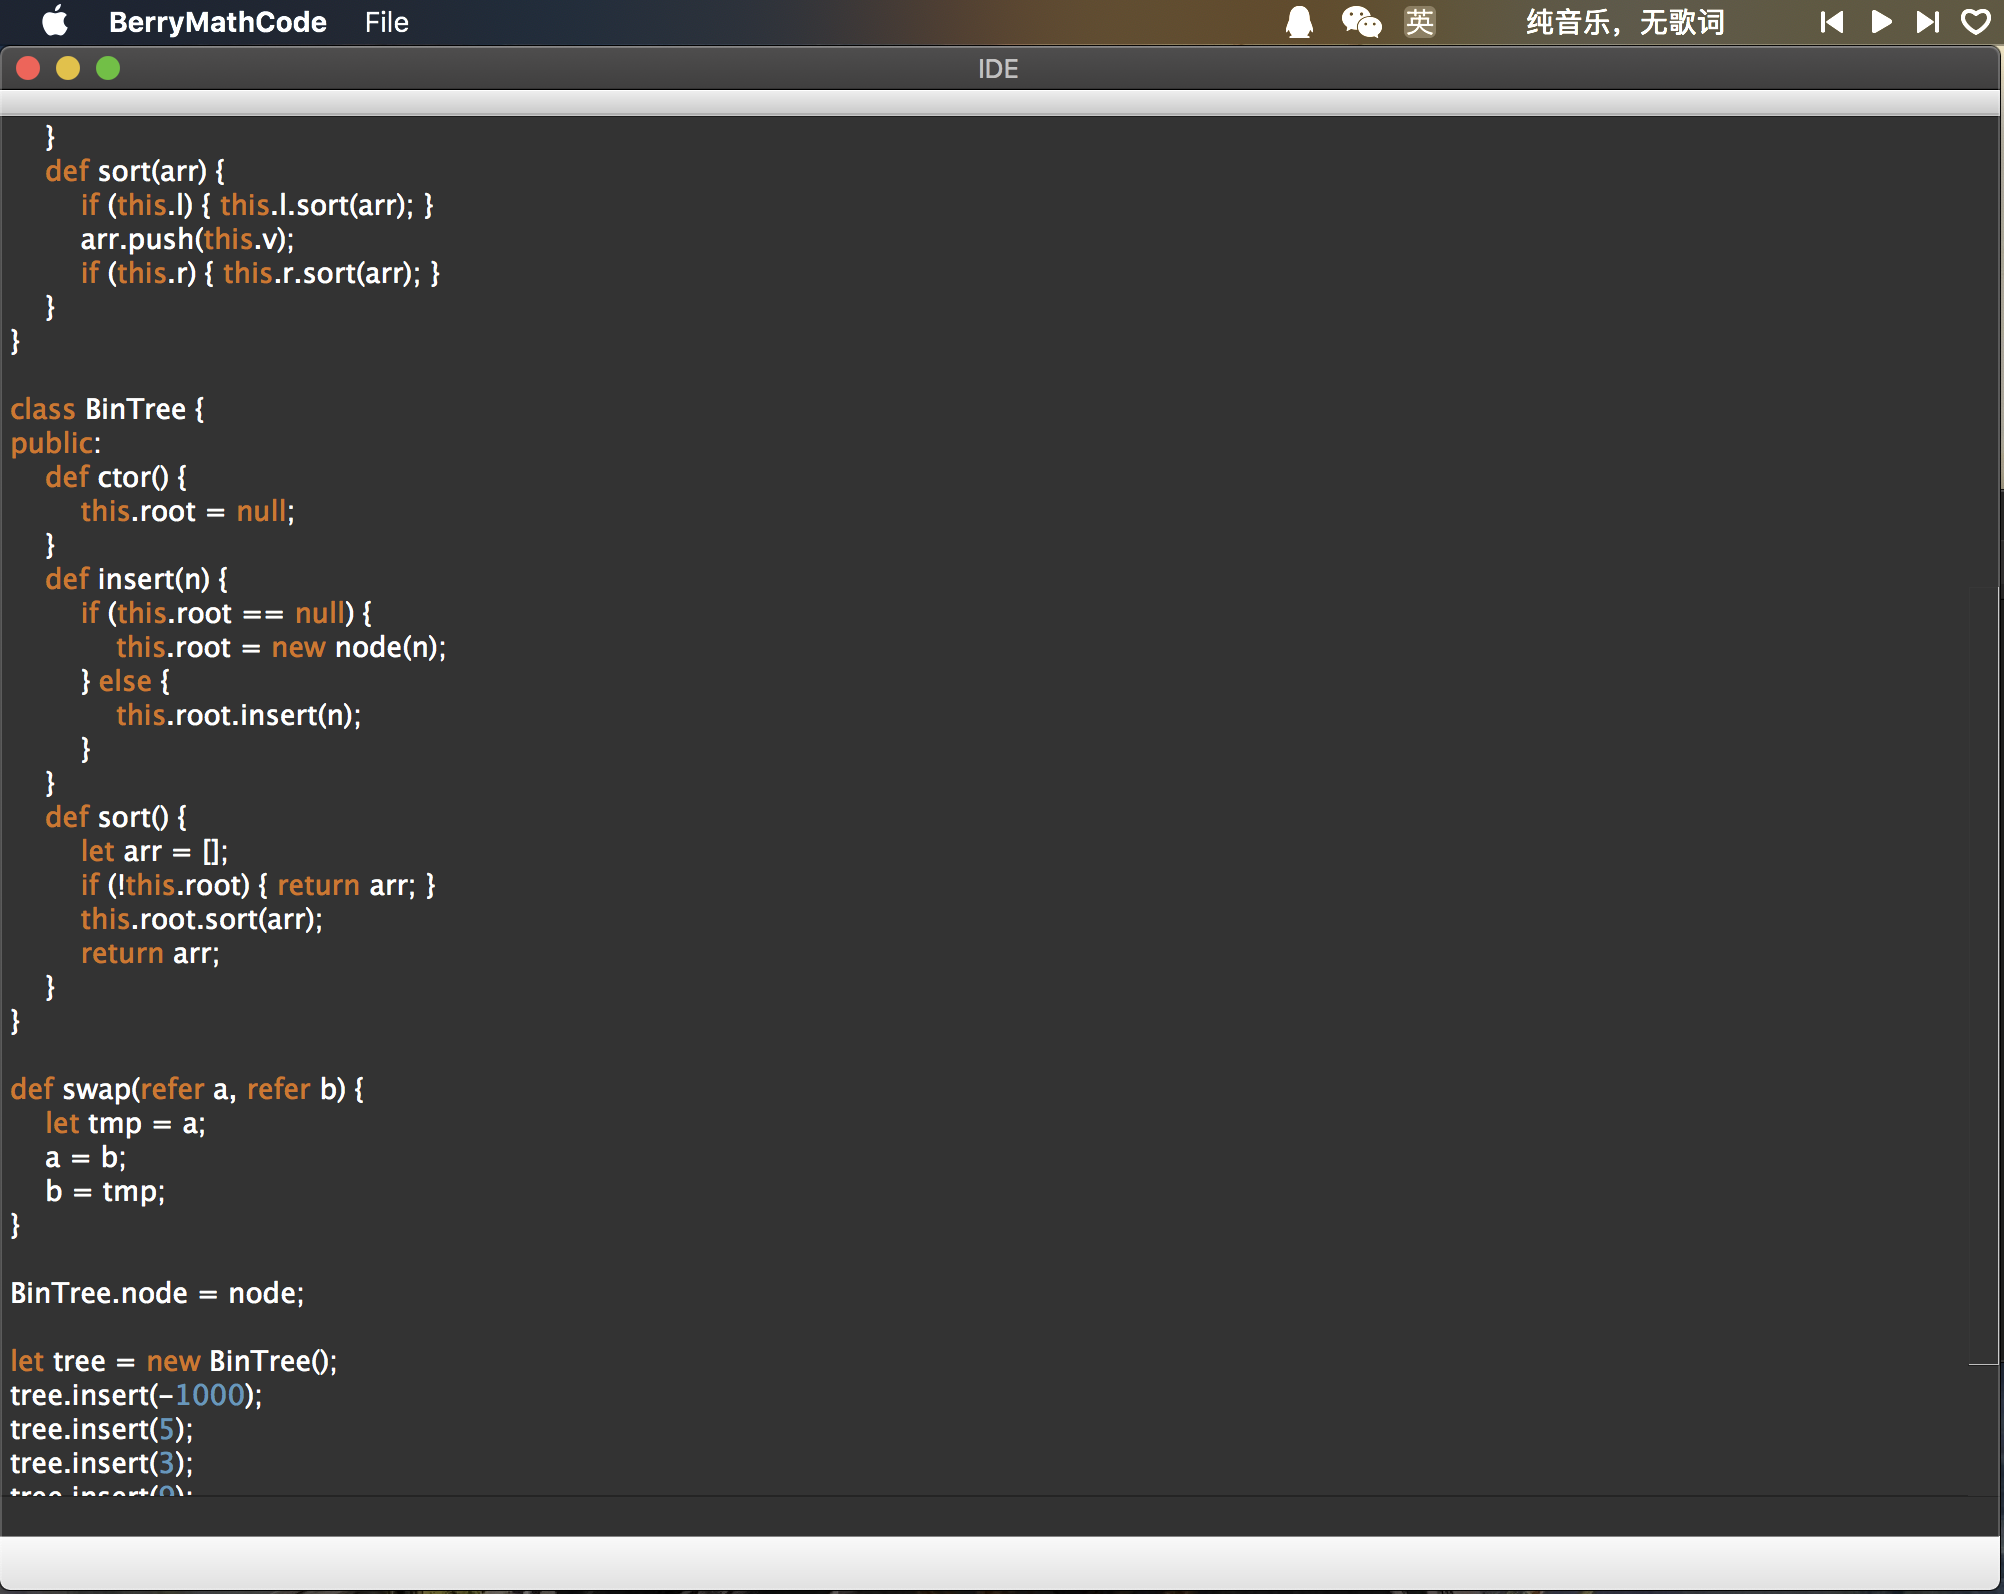 BerryMathCode File 英 纯音乐，无歌词
IDE
}
def sort(arr) {
if (this.l) { this.l.sort(arr); }
arr.push(this.v);
if (this.r) { this.r.sort(arr); }
}
}
class BinTree {
public:
def ctor() {
this.root = null;
}
def insert(n) {
if (this.root == null) {
this.root = new node(n);
} else {
this.root.insert(n);
}
}
def sort() {
let arr = [];
if (!this.root) { return arr; }
this.root.sort(arr);
return arr;
}
}
def swap(refer a, refer b) {
let tmp = a;
a = b;
b = tmp;
}
BinTree.node = node;
let tree = new BinTree();
tree.insert(-1000);
tree.insert(5);
tree.insert(3);